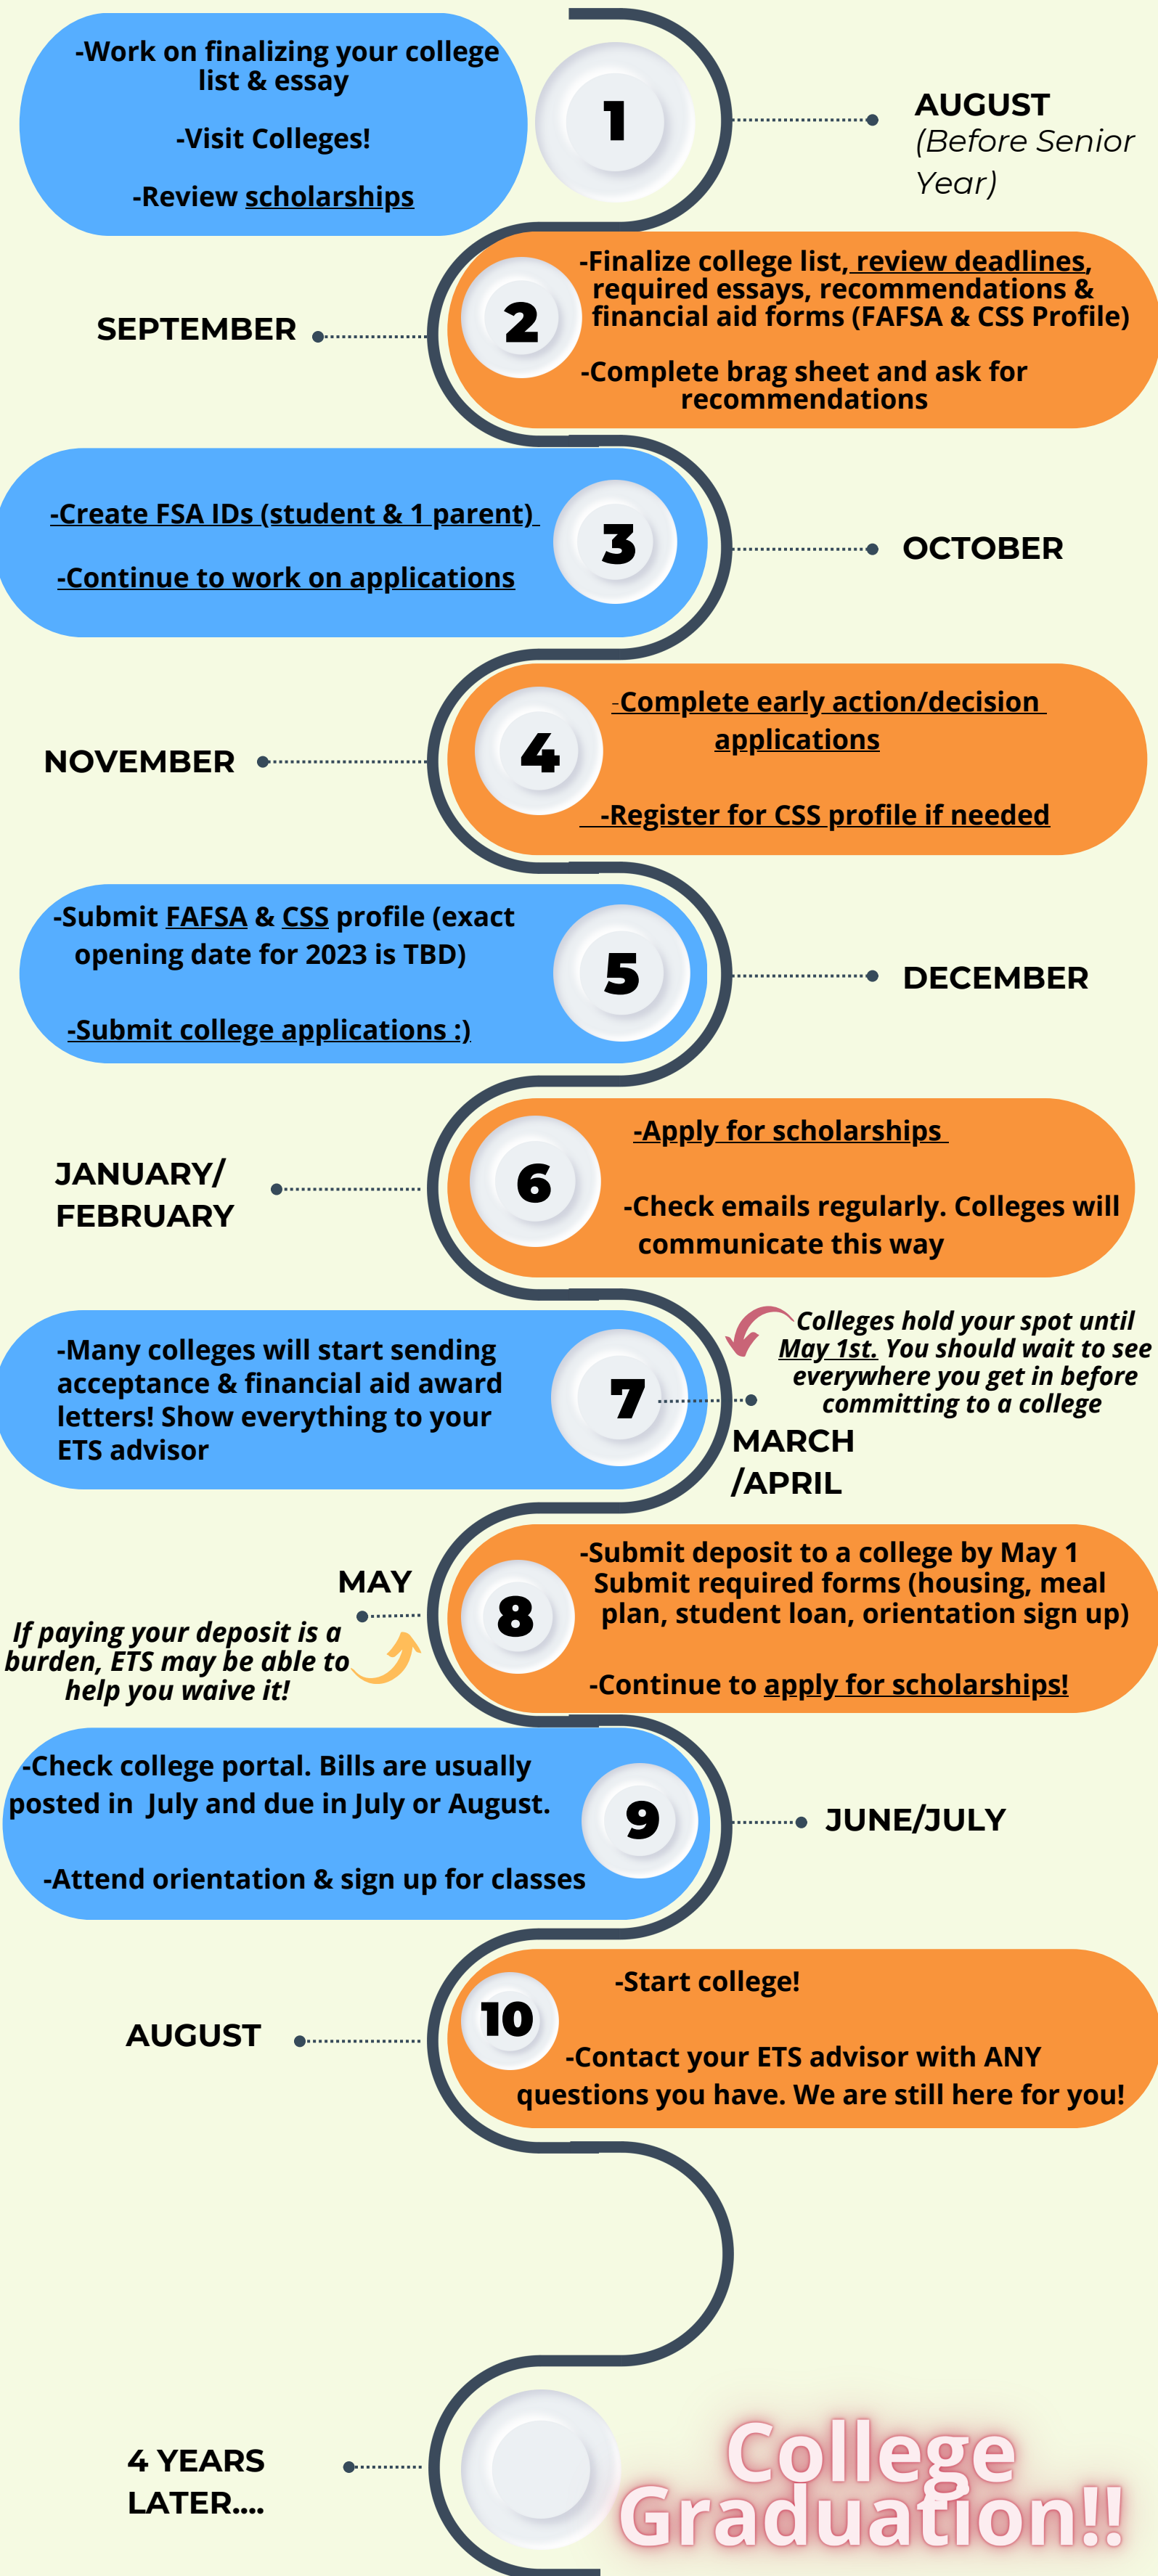 -Work on finalizing your college
list & essay
-Visit Colleges!
-Review scholarships
1
AUGUST
(Before Senior
Year)
SEPTEMBER
2
-Finalize college list, review deadlines,
required essays, recommendations &
financial aid forms (FAFSA & CSS Profile)
-Complete brag sheet and ask for
recommendations
-Create FSA IDs (student & 1 parent)
-Continue to work on applications
3
OCTOBER
NOVEMBER
4
-Complete early action/decision
applications
-Register for CSS profile if needed
-Submit FAFSA & CSS profile (exact
opening date for 2023 is TBD)
-Submit college applications :)
5
DECEMBER
JANUARY/
FEBRUARY
6
-Apply for scholarships
-Check emails regularly. Colleges will
communicate this way
-Many colleges will start sending
acceptance & financial aid award
letters! Show everything to your
ETS advisor
7
Colleges hold your spot until
May 1st. You should wait to see
everywhere you get in before
committing to a college
MARCH
/APRIL
MAY
If paying your deposit is a
burden, ETS may be able to
help you waive it!
8
-Submit deposit to a college by May 1
Submit required forms (housing, meal
plan, student loan, orientation sign up)
-Continue to apply for scholarships!
-Check college portal. Bills are usually
posted in July and due in July or August.
-Attend orientation & sign up for classes
9
JUNE/JULY
AUGUST
10
-Start college!
-Contact your ETS advisor with ANY
questions you have. We are still here for you!
4 YEARS
LATER....
College
Graduation!!